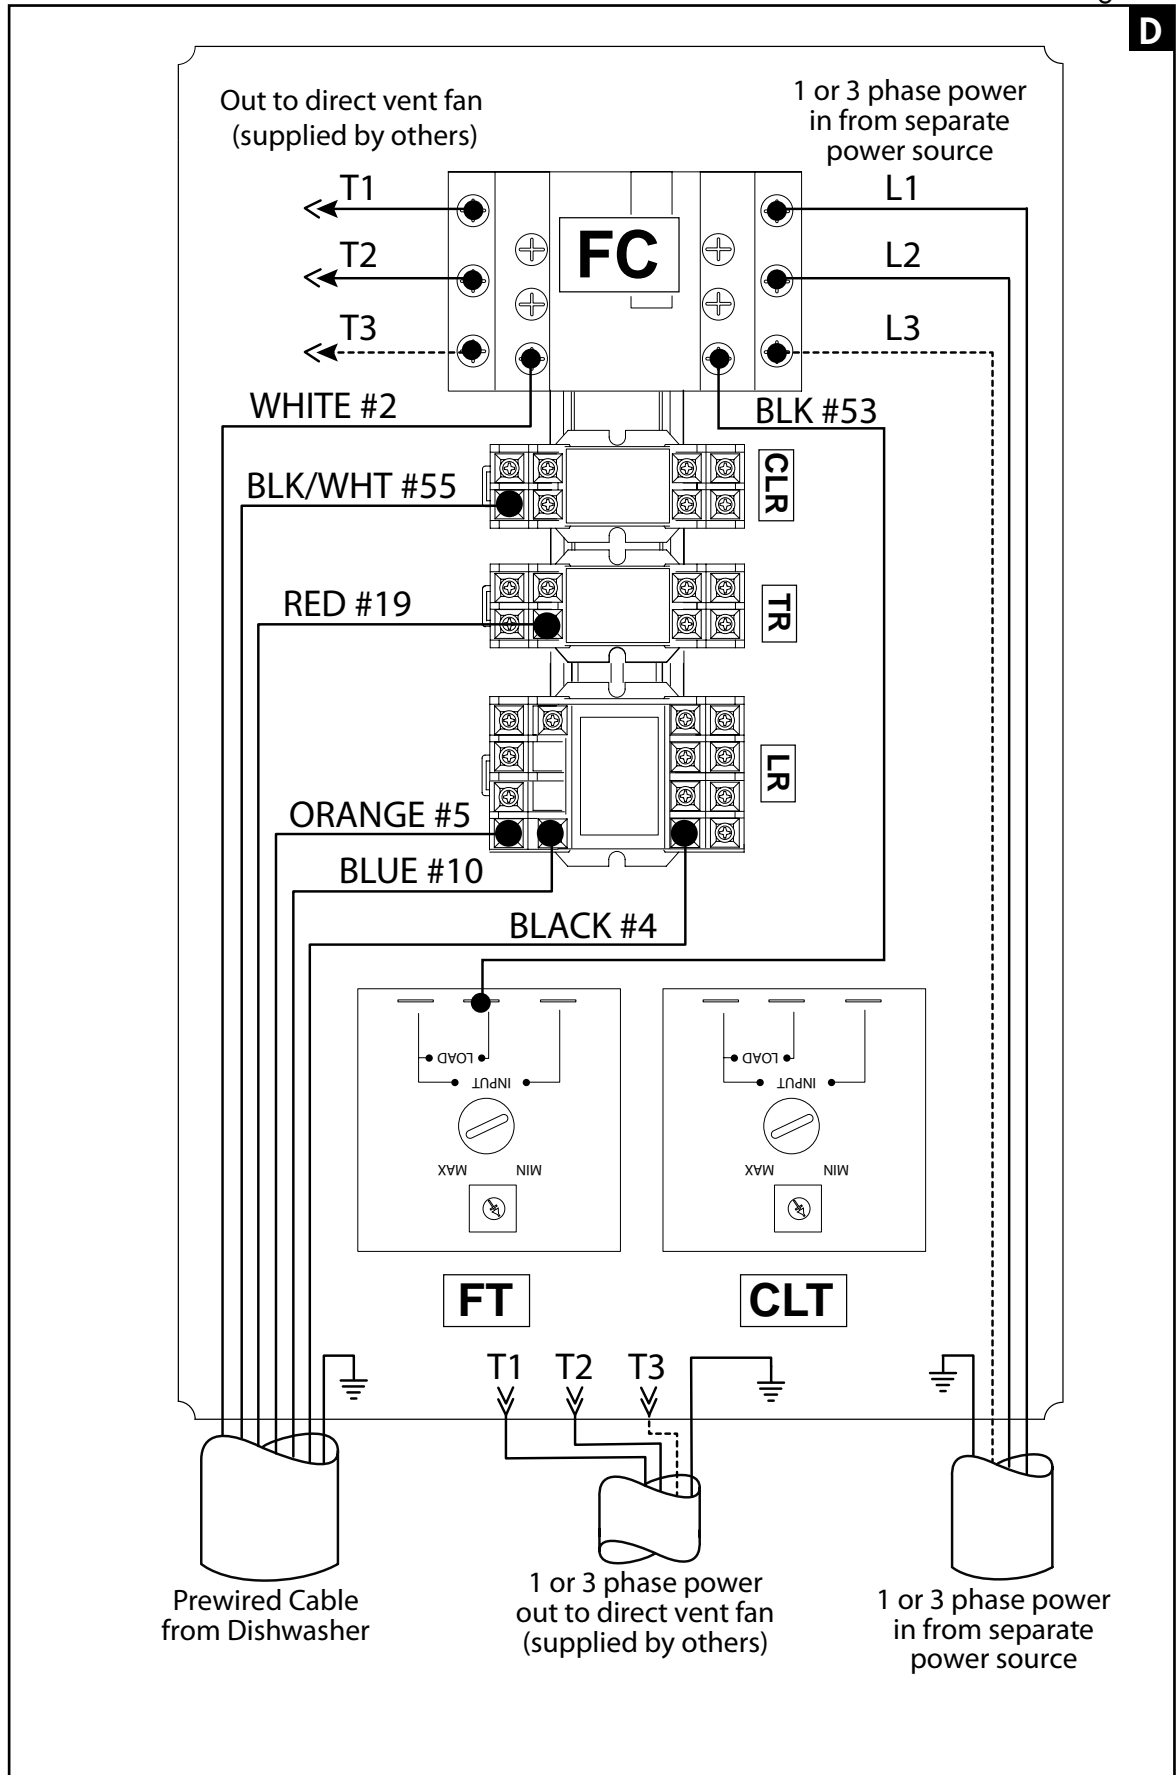 D
Out to direct vent fan
(supplied by others)
1 or 3 phase power
in from separate
power source
T1
L1
FC
T2
L2
T3
L3
WHITE #2
BLK #53
BLK/WHT #55
CLR
RED #19
TR
LR
ORANGE #5
BLUE #10
BLACK #4
LOAD
INPUT
MAX
MIN
LOAD
INPUT
MAX
MIN
FT
CLT
T1
T2
T3
Prewired Cable
from Dishwasher
1 or 3 phase power
out to direct vent fan
(supplied by others)
1 or 3 phase power
in from separate
power source